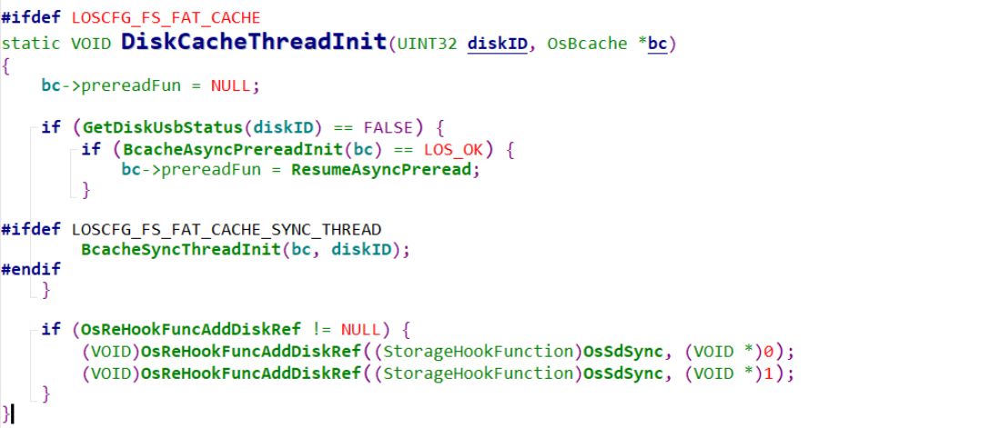 #ifdef LOSCFG_FS_FAT_CACHE
static VOID DiskCacheThreadInit(UINT32 diskID, OsBcache *bc)
{
    bc->prereadFun = NULL;

    if (GetDiskUsbStatus(diskID) == FALSE) {
        if (BcacheAsyncPrereadInit(bc) == LOS_OK) {
            bc->prereadFun = ResumeAsyncPreread;
        }

#ifdef LOSCFG_FS_FAT_CACHE_SYNC_THREAD
        BcacheSyncThreadInit(bc, diskID);
#endif
    }

    if (OsReHookFuncAddDiskRef != NULL) {
        (VOID)OsReHookFuncAddDiskRef((StorageHookFunction)OsSdSync, (VOID *)0);
        (VOID)OsReHookFuncAddDiskRef((StorageHookFunction)OsSdSync, (VOID *)1);
    }
}